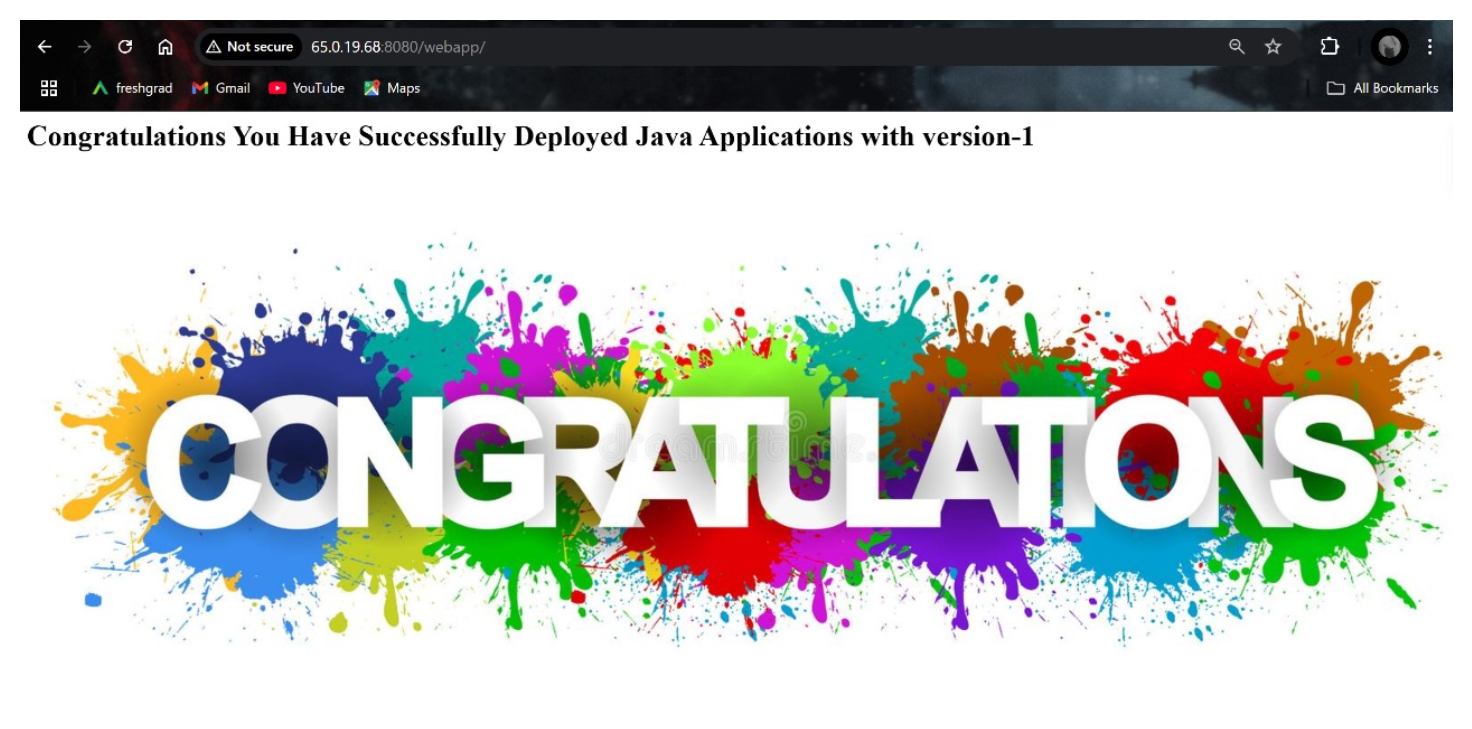 Not secure 65.0.19.68:8080/webapp/
freshgrad Gmail YouTube Maps All Bookmarks
Congratulations You Have Successfully Deployed Java Applications with version-1
CONGRATULATIONS
dreamstime.